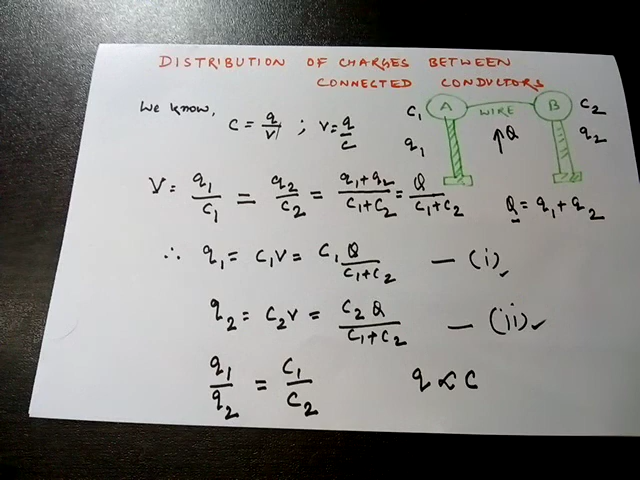 DISTRIBUTION OF CHARGES BETWEEN
CONNECTED CONDUCTORS
We know,
C = q/V ; V = q/C
C₁ A WIRE B C₂
q₁ ↑Q q₂
V = q₁/C₁ = q₂/C₂ = q₁+q₂/C₁+C₂ = Q/C₁+C₂
Q = q₁+q₂
∴ q₁ = C₁V = C₁ Q/C₁+C₂ — (i)
q₂ = C₂V = C₂ Q/C₁+C₂ — (ii)
q₁/q₂ = C₁/C₂ q ∝ C